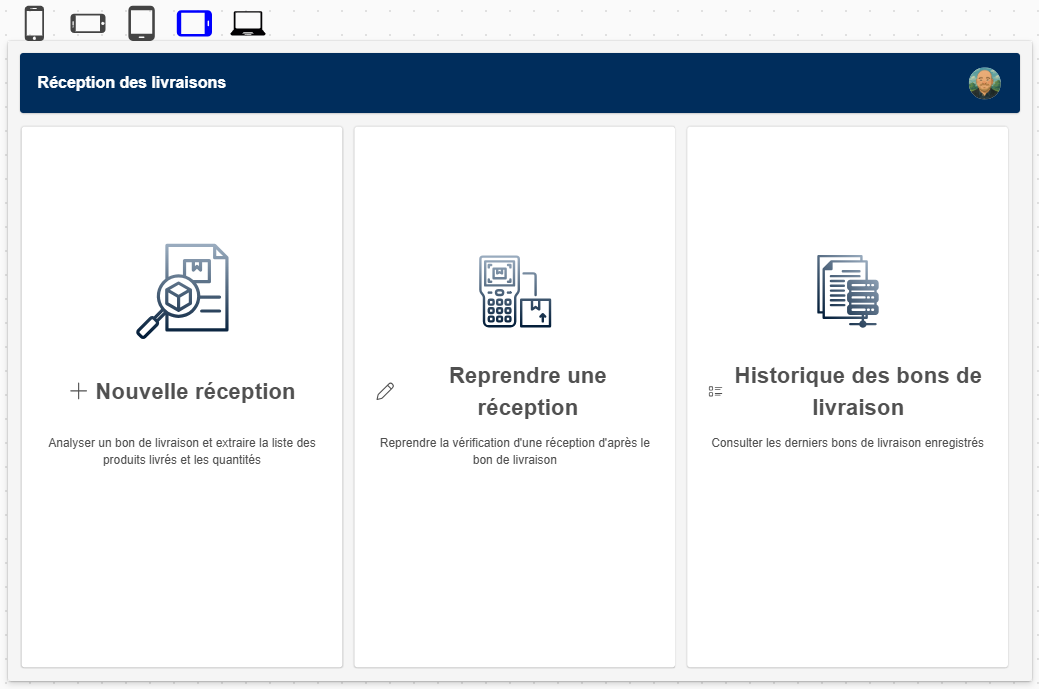 Réception des livraisons
Nouvelle réception
Analyser un bon de livraison et extraire la liste des
produits livrés et les quantités
Reprendre une
réception
Reprendre la vérification d'une réception d'après le
bon de livraison
Historique des bons de
livraison
Consulter les derniers bons de livraison enregistrés